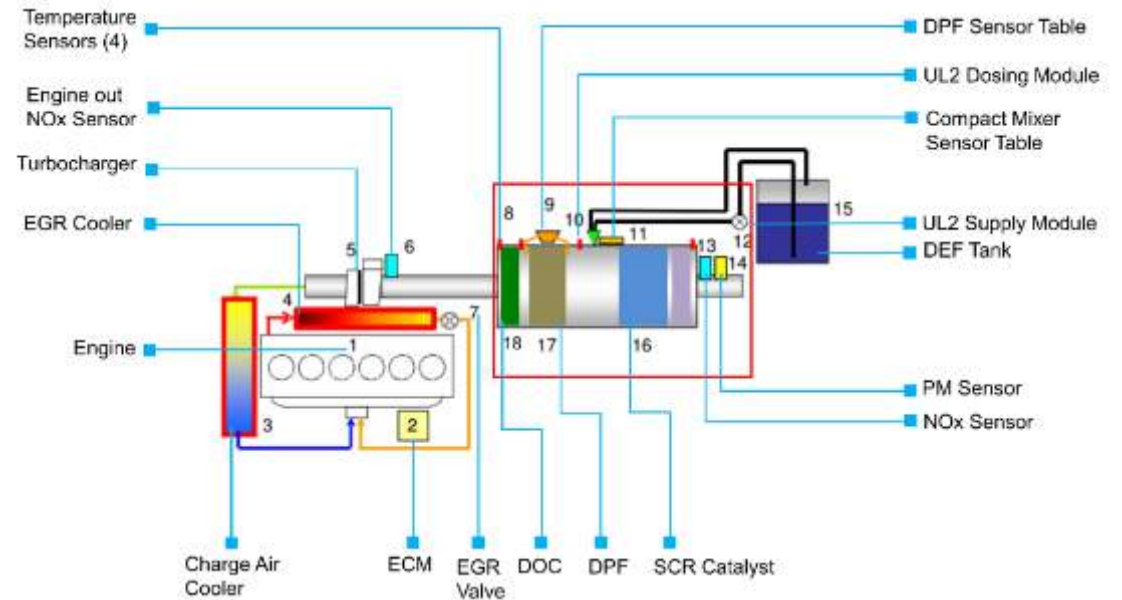 Temperature
Sensors (4)
DPF Sensor Table
UL2 Dosing Module
Engine out
NOx Sensor
Compact Mixer
Sensor Table
Turbocharger
EGR Cooler
UL2 Supply Module
DEF Tank
Engine
PM Sensor
NOx Sensor
Charge Air
Cooler
ECM
EGR
Valve
DOC
DPF
SCR Catalyst
8
9
10
11
12
15
13
14
5
6
4
7
1
18
17
16
3
2